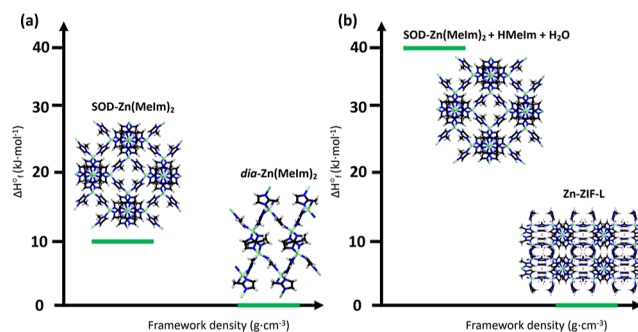 (a)
40
30
20
10
0
ΔH°f (kJ·mol⁻¹)
SOD-Zn(MeIm)₂
dia-Zn(MeIm)₂
Framework density (g·cm⁻³)
(b)
40
30
20
10
0
ΔH°f (kJ·mol⁻¹)
SOD-Zn(MeIm)₂ + HMeIm + H₂O
Zn-ZIF-L
Framework density (g·cm⁻³)